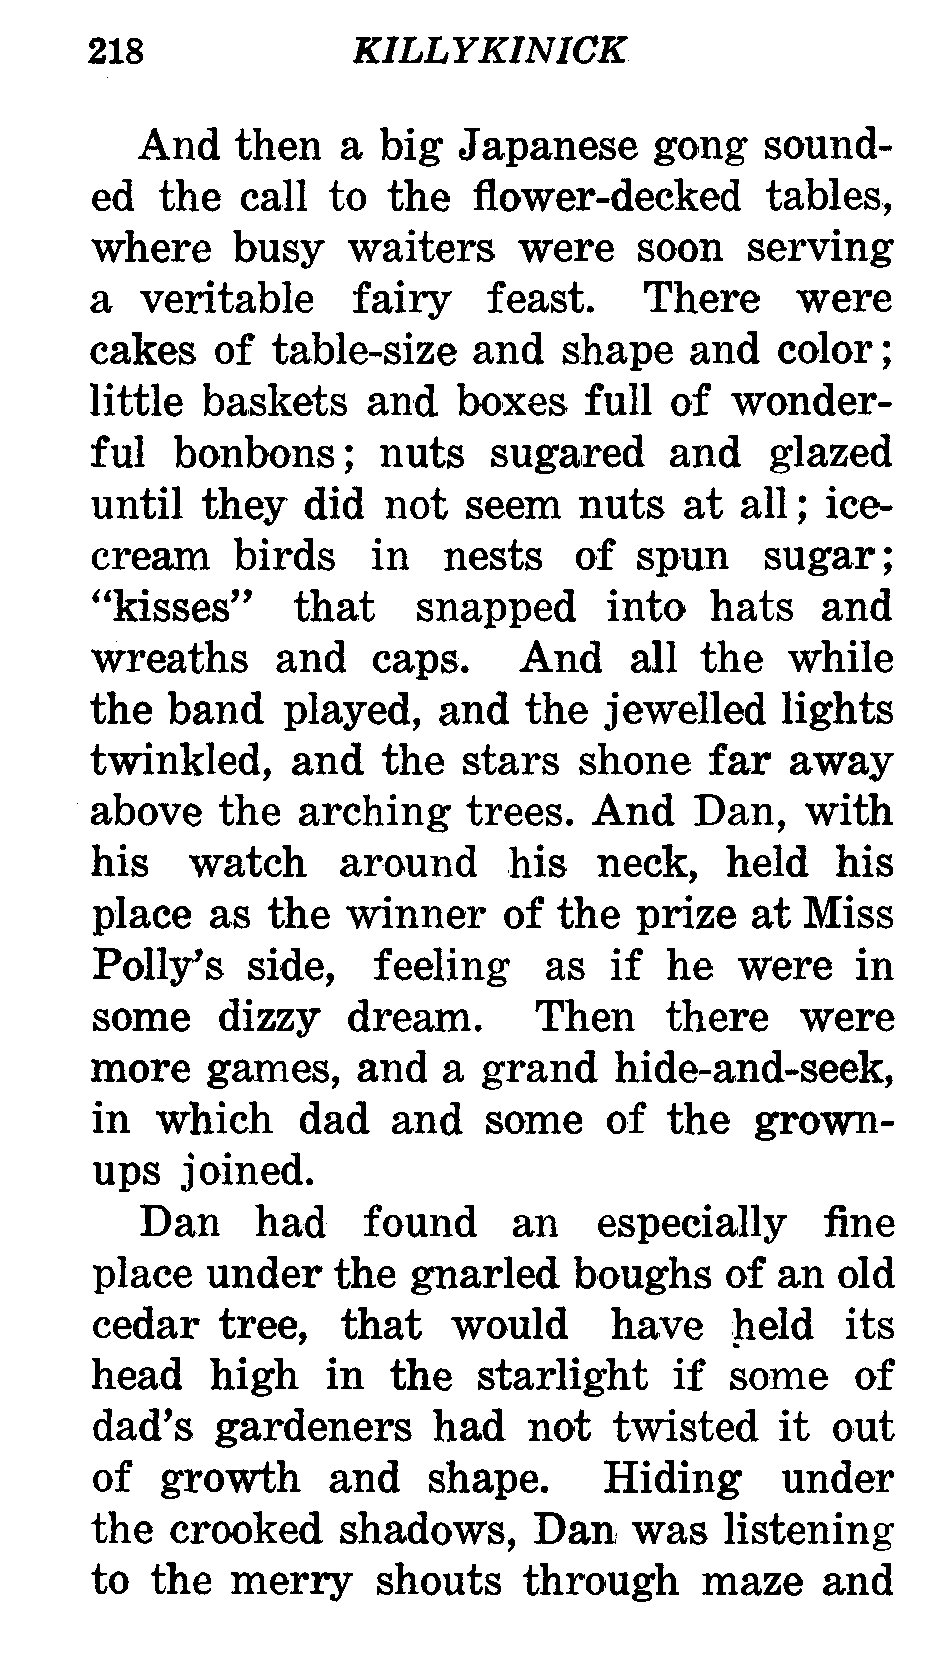 218 KILLYKINICK
And then a big Japanese gong sound-
ed the call to the flower-decked tables,
where busy waiters were soon serving
a veritable fairy feast. There were
cakes of table-size and shape and color;
little baskets and boxes full of wonder-
ful bonbons; nuts sugared and glazed
until they did not seem nuts at all; ice-
cream birds in nests of spun sugar;
“kisses” that snapped into hats and
wreaths and caps. And all the while
the band played, and the jewelled lights
twinkled, and the stars shone far away
above the arching trees. And Dan, with
his watch around his neck, held his
place as the winner of the prize at Miss
Polly's side, feeling as if he were in
some dizzy dream. Then there were
more games, and a grand hide-and-seek,
in which dad and some of the grown-
ups joined.
Dan had found an especially fine
place under the gnarled boughs of an old
cedar tree, that would have held its
head high in the starlight if some of
dad's gardeners had not twisted it out
of growth and shape. Hiding under
the crooked shadows, Dan was listening
to the merry shouts through maze and